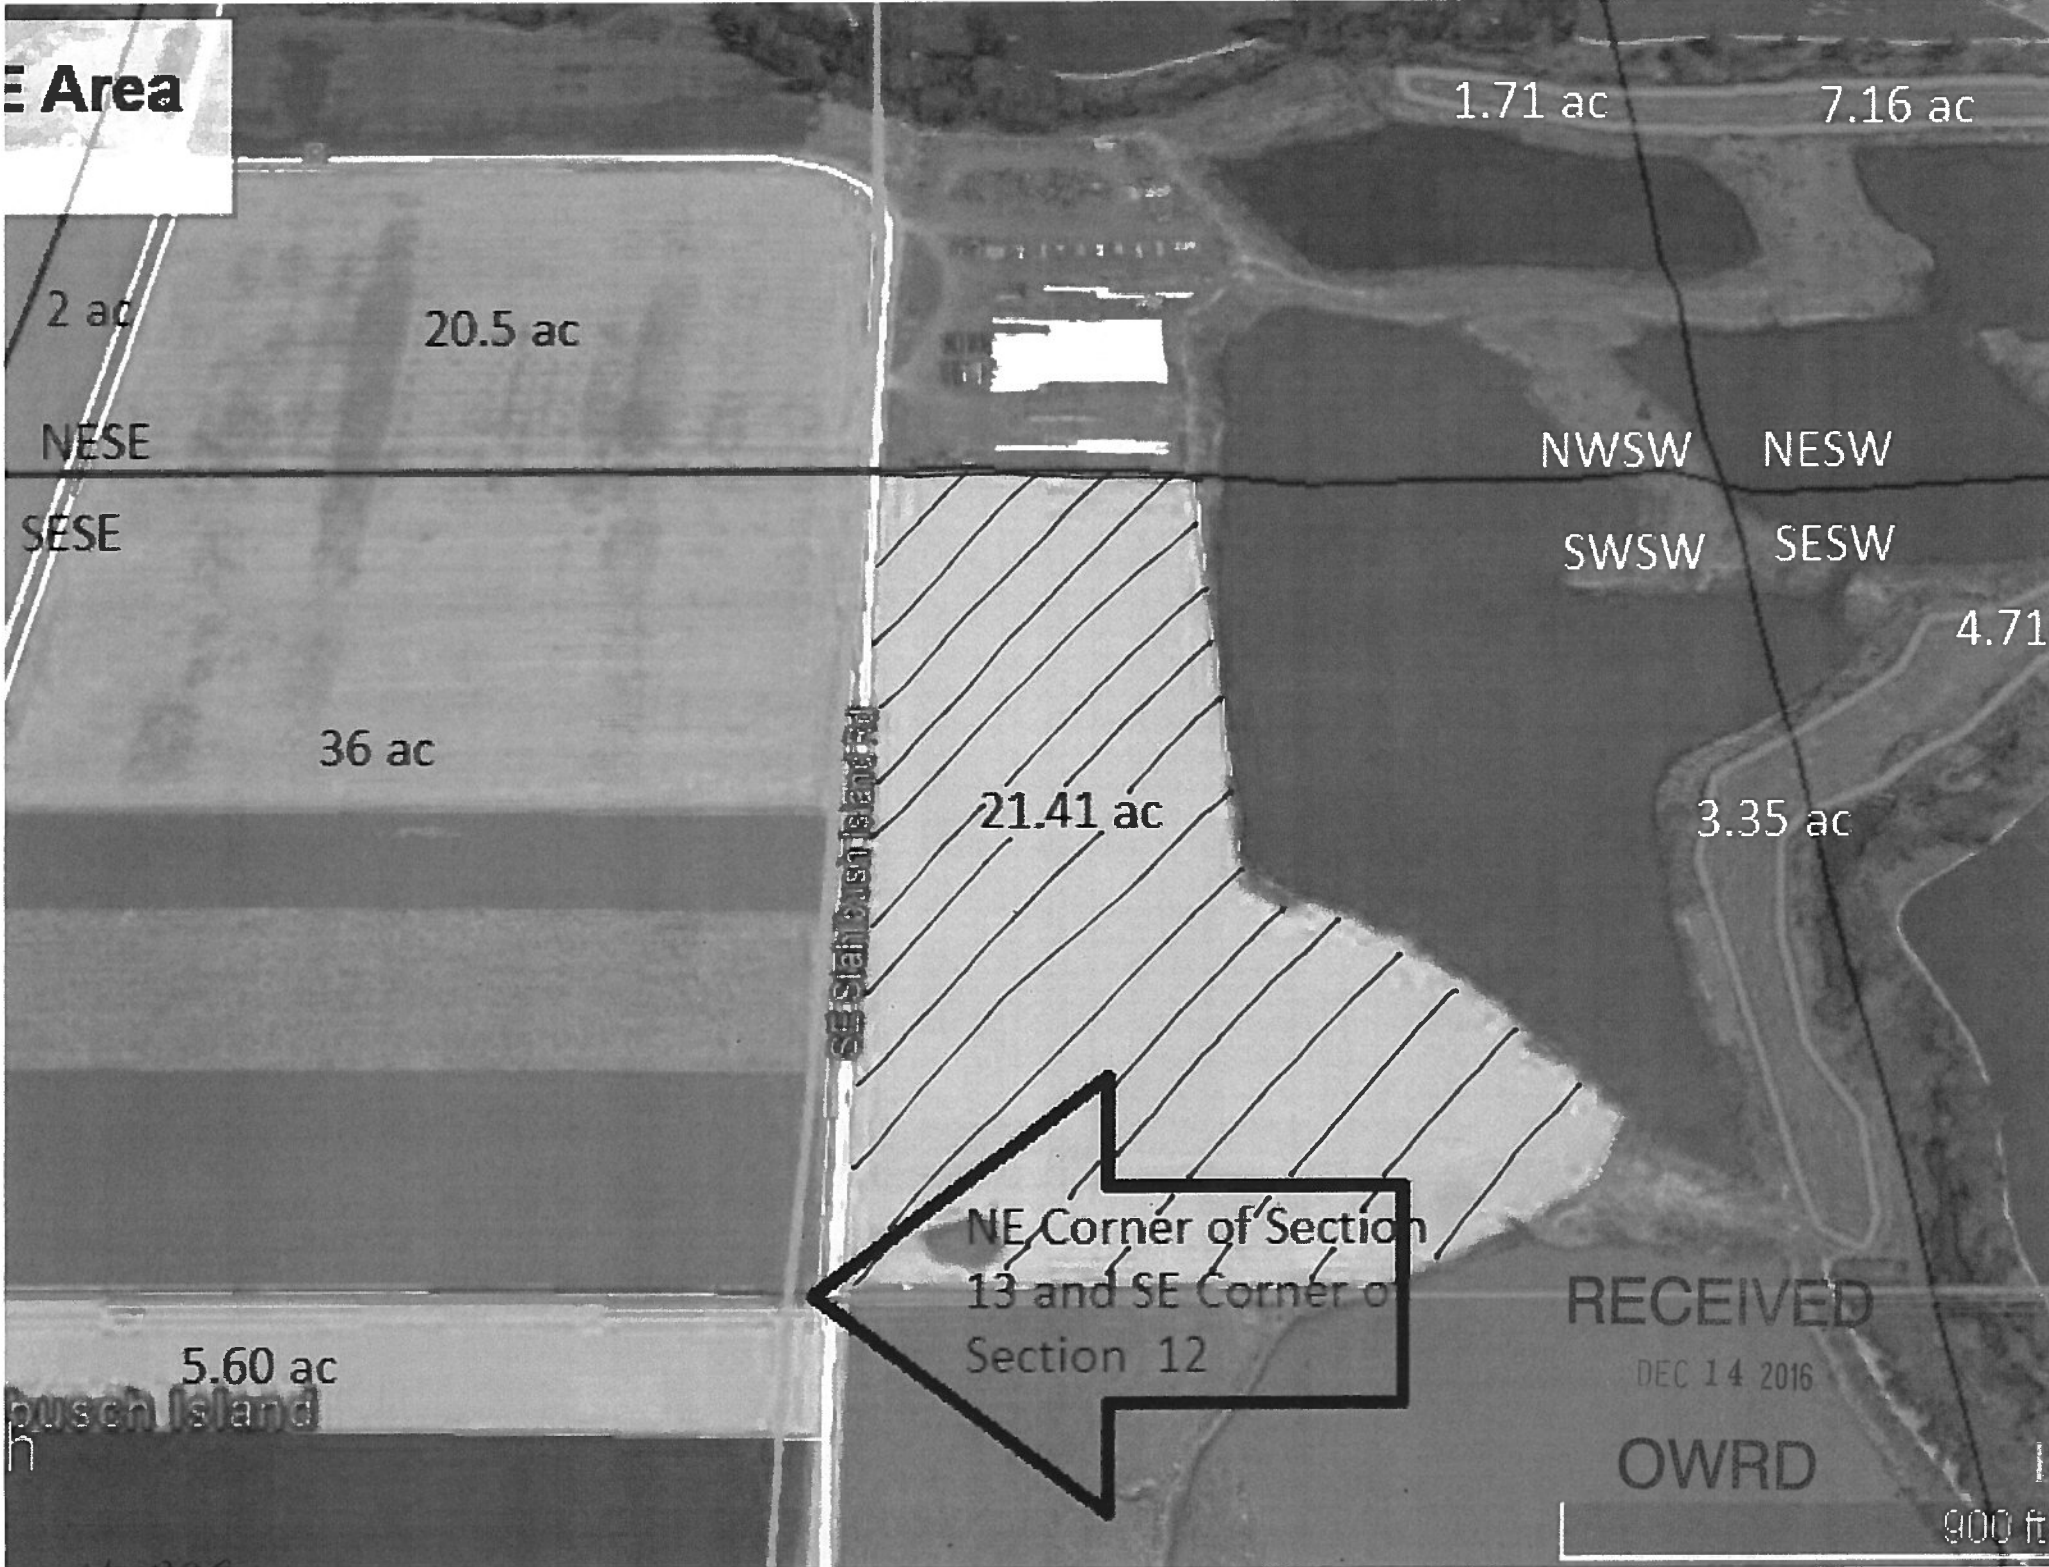 E Area
1.71 ac
7.16 ac
2 ac
20.5 ac
NESE
NWSW
NESW
SESE
SWSW
SESW
4.71
36 ac
21.41 ac
3.35 ac
SE Island Rd
NE Corner of Section
13 and SE Corner of
Section 12
RECEIVED
DEC 14 2016
OWRD
5.60 ac
busch Island
h
900 ft